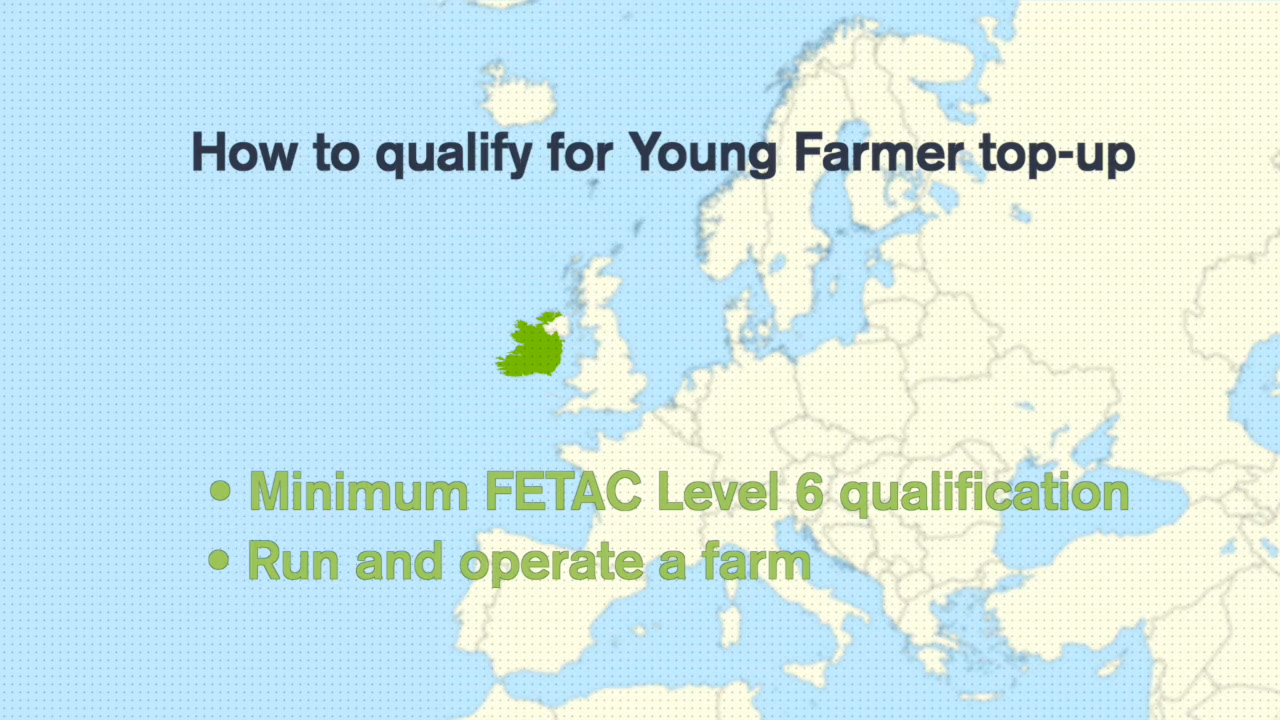 How to qualify for Young Farmer top-up
• Minimum FETAC Level 6 qualification
• Run and operate a farm